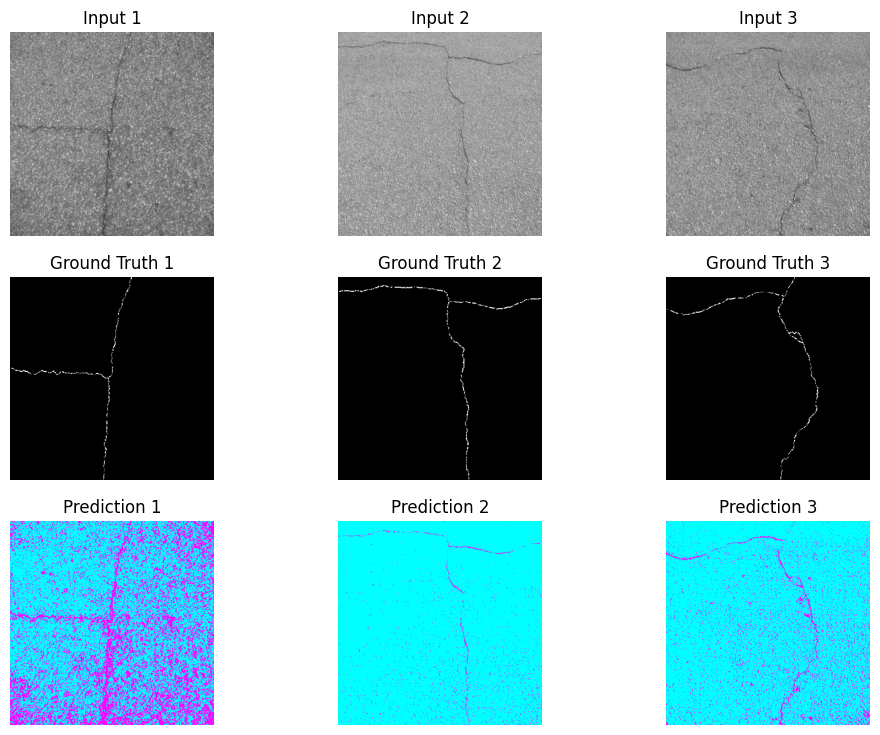 Input 1
Input 2
Input 3
Ground Truth 1
Ground Truth 2
Ground Truth 3
Prediction 1
Prediction 2
Prediction 3